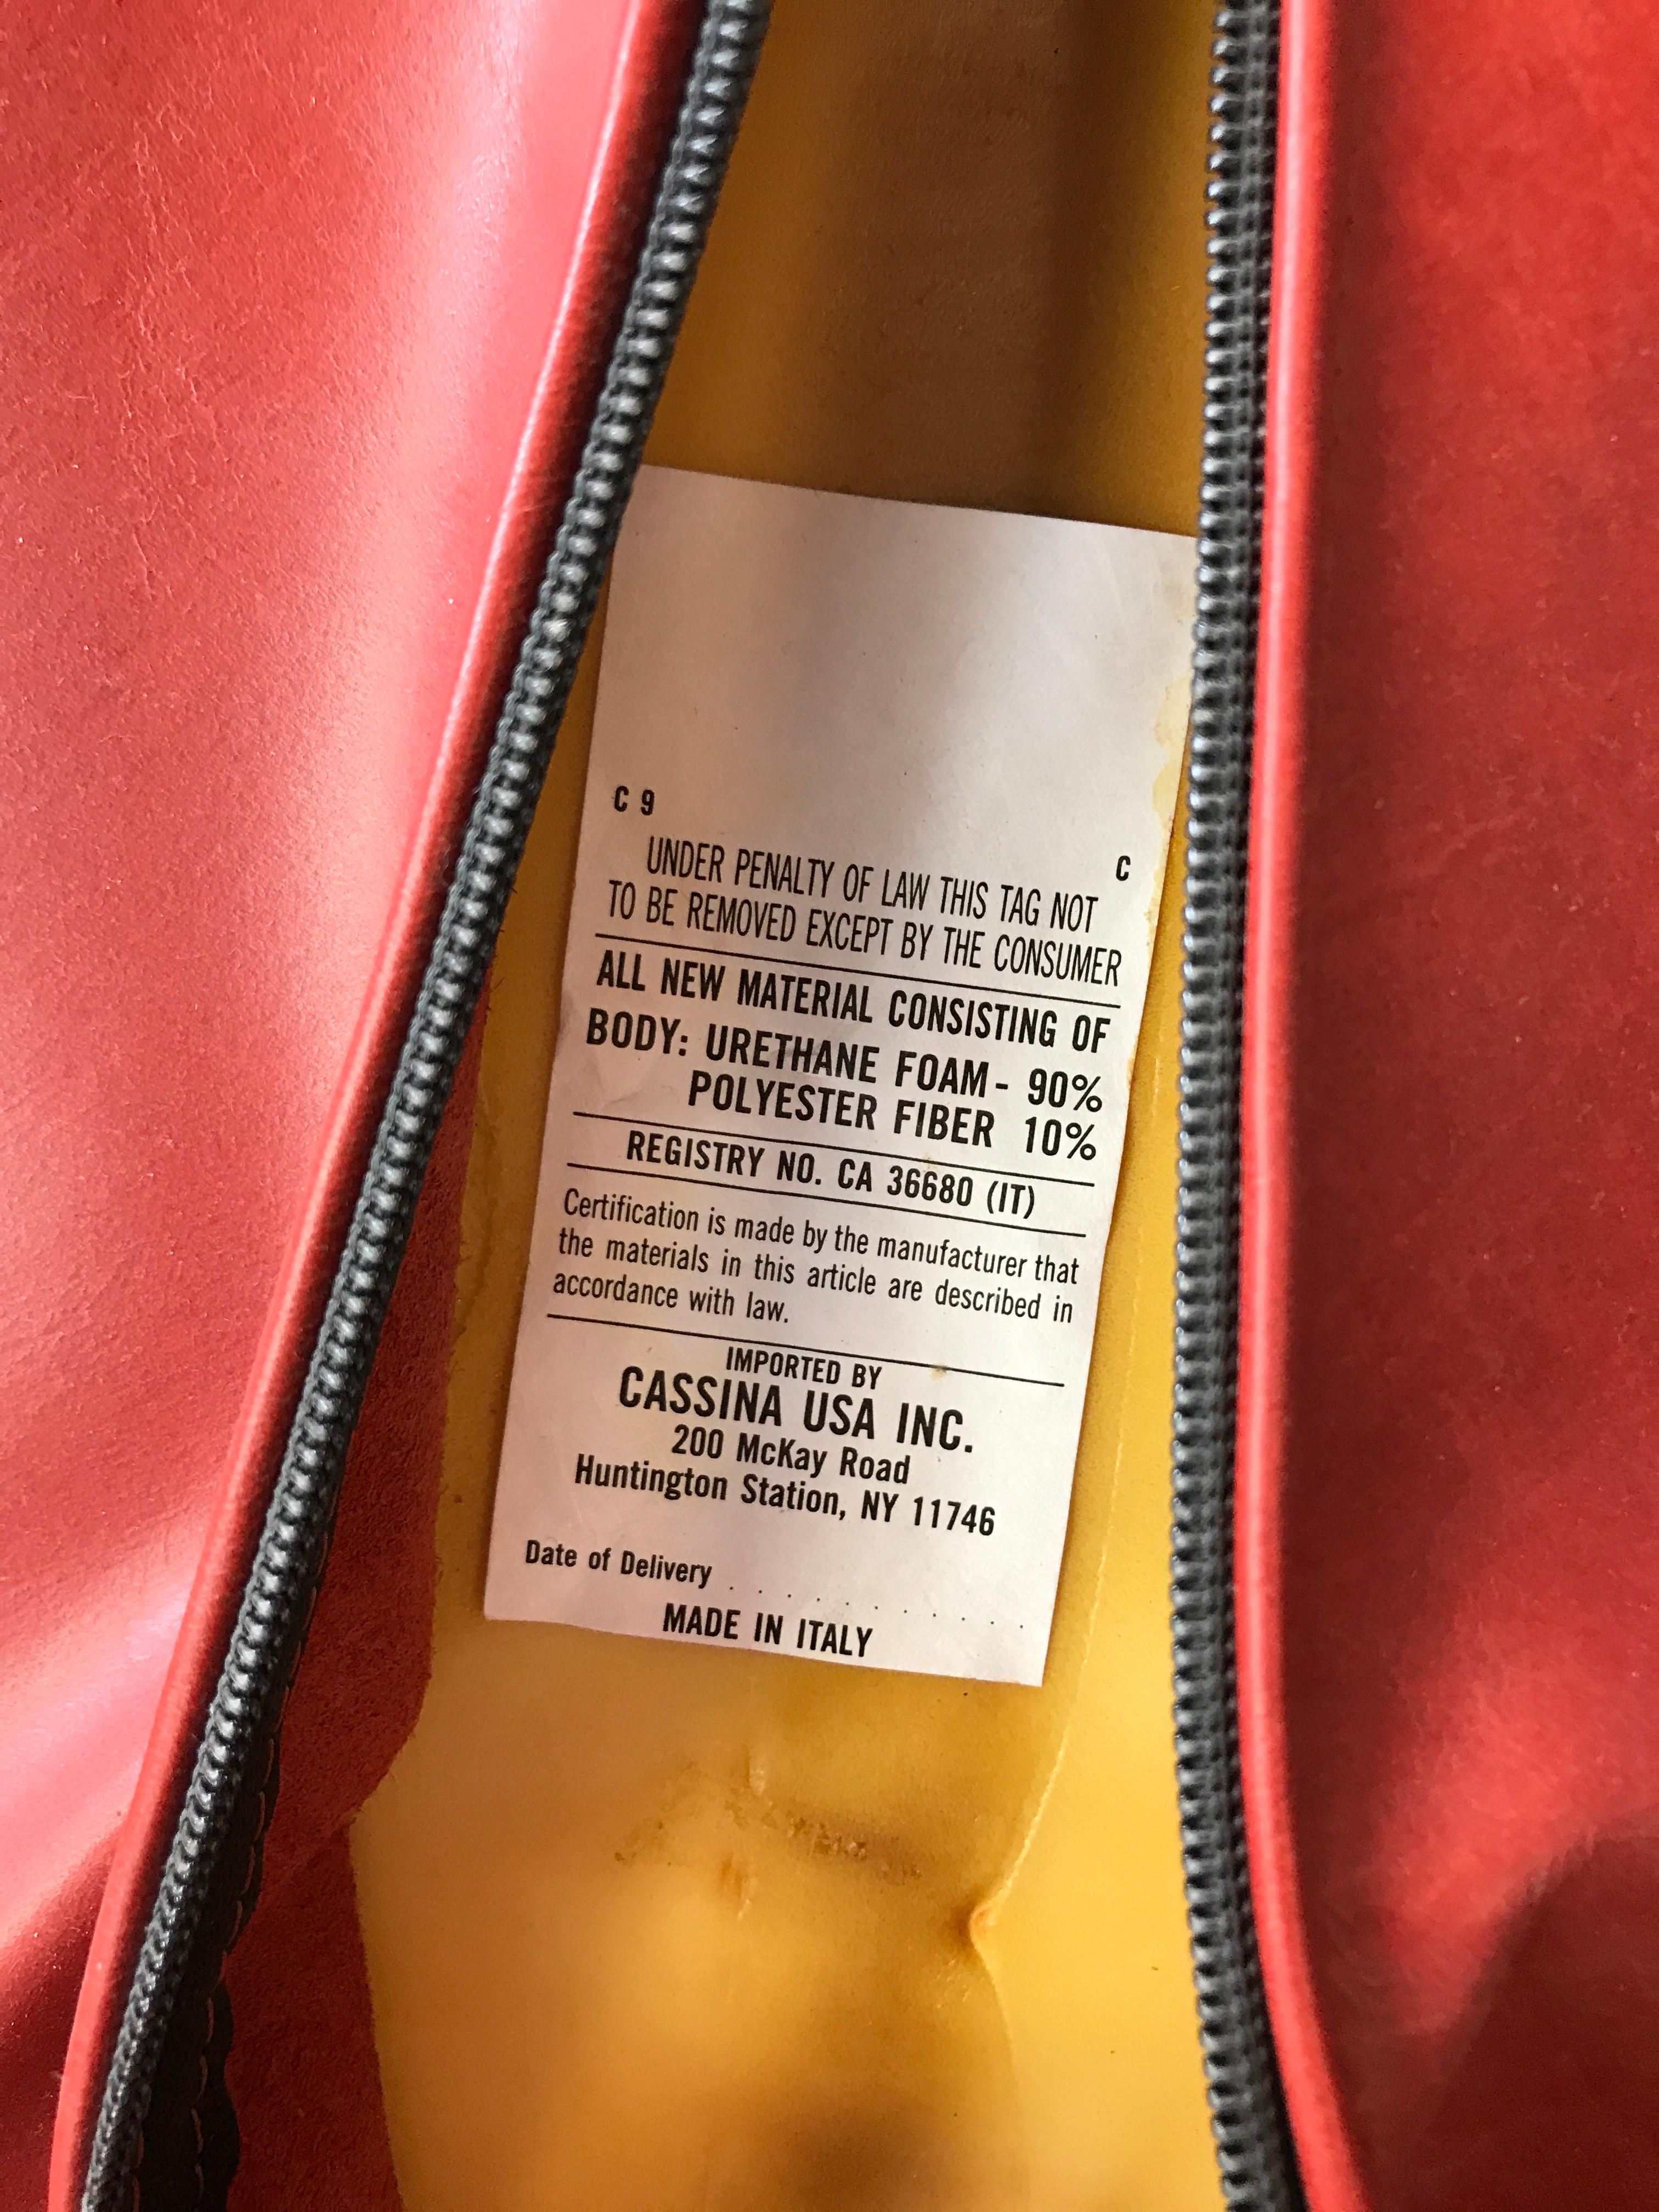 C 9
C
UNDER PENALTY OF LAW THIS TAG NOT
TO BE REMOVED EXCEPT BY THE CONSUMER
ALL NEW MATERIAL CONSISTING OF
BODY: URETHANE FOAM- 90%
POLYESTER FIBER 10%
REGISTRY NO. CA 36680 (IT)
Certification is made by the manufacturer that
the materials in this article are described in
accordance with law.
IMPORTED BY
CASSINA USA INC.
200 McKay Road
Huntington Station, NY 11746
Date of Delivery . . . . . . . . . . .
MADE IN ITALY